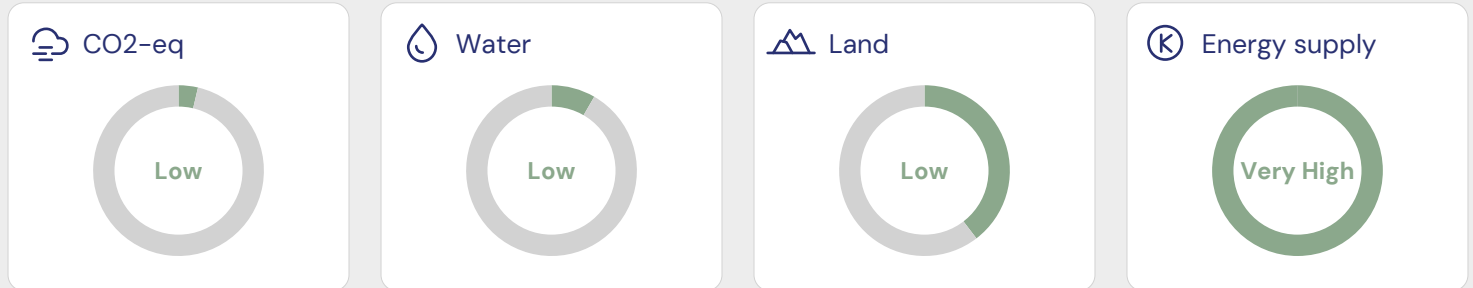 CO2-eq
Low
Water
Low
Land
Low
Energy supply
Very High